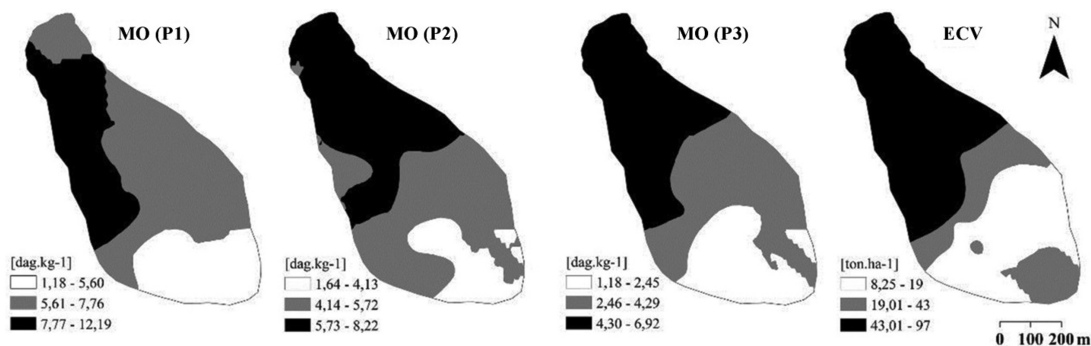 MO (P1)
MO (P2)
MO (P3)
ECV
N
[dag.kg-1]
1,18 - 5,60
5,61 - 7,76
7,77 - 12,19
[dag.kg-1]
1,64 - 4,13
4,14 - 5,72
5,73 - 8,22
[dag.kg-1]
1,18 - 2,45
2,46 - 4,29
4,30 - 6,92
[ton.ha-1]
8,25 - 19
19,01 - 43
43,01 - 97
0 100 200 m